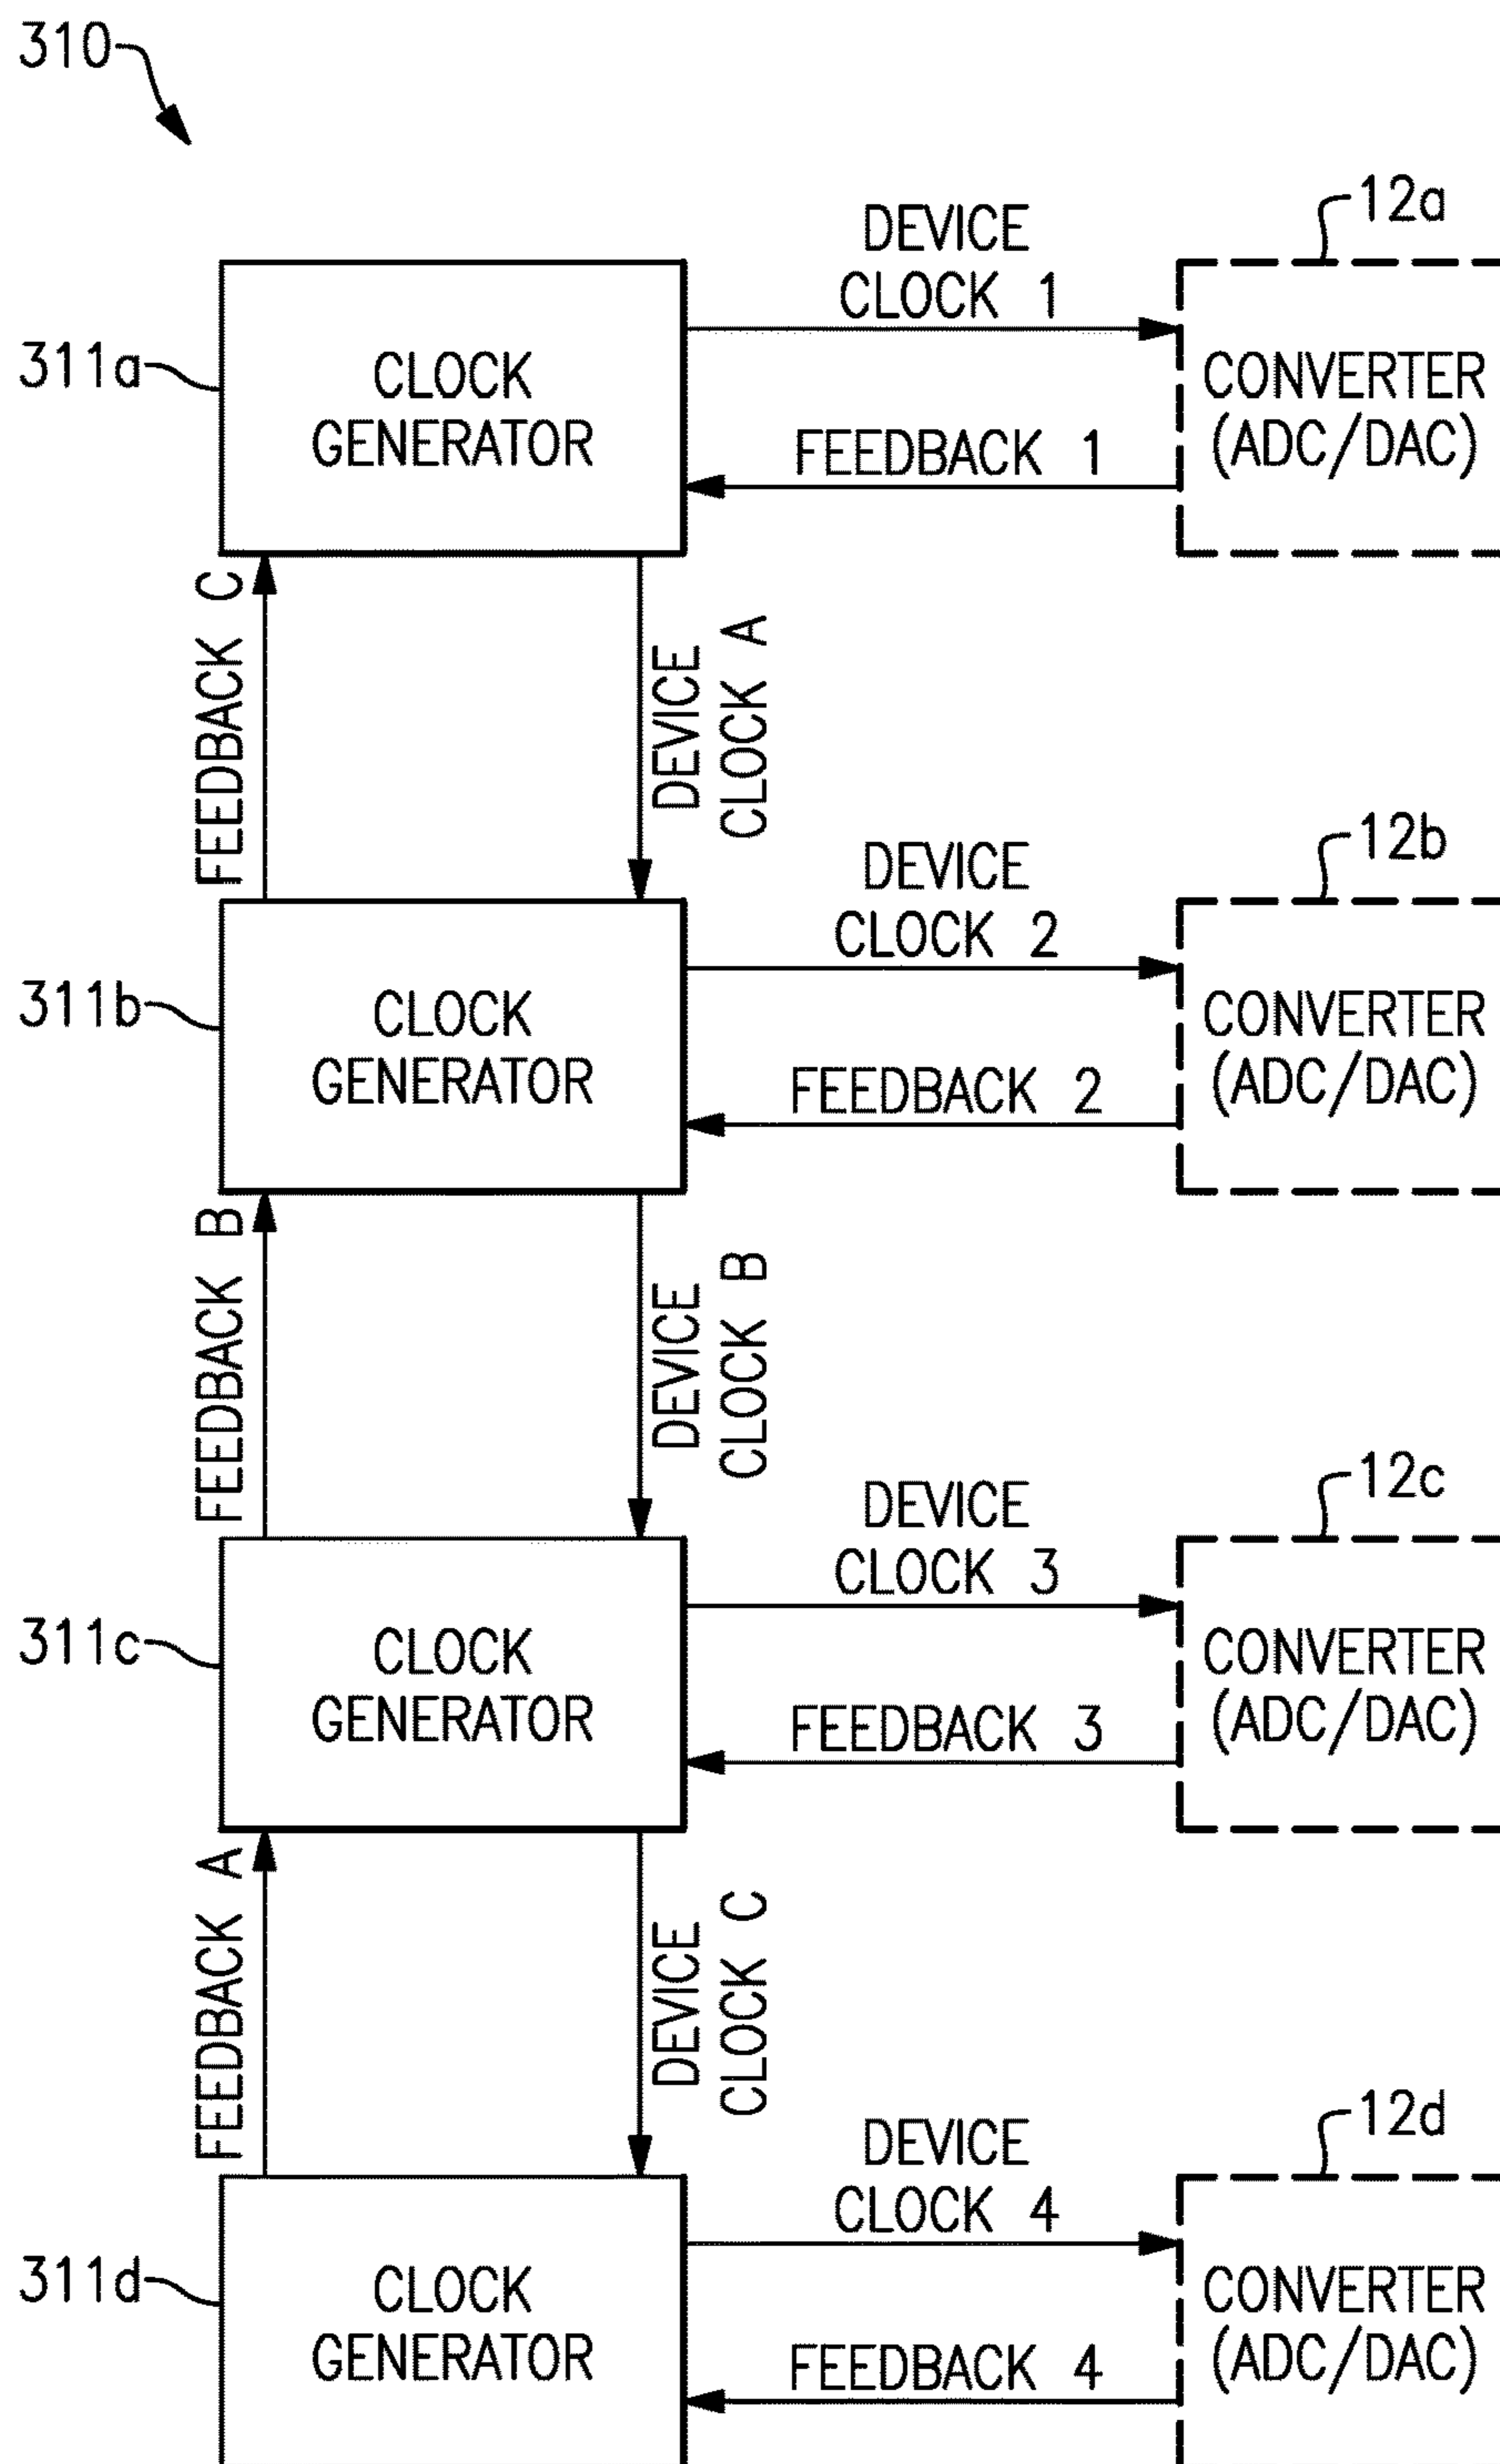 310
12a
DEVICE
CLOCK 1
311a
CLOCK
GENERATOR
CONVERTER
(ADC/DAC)
FEEDBACK 1
FEEDBACK C
DEVICE
CLOCK A
12b
DEVICE
CLOCK 2
311b
CLOCK
GENERATOR
CONVERTER
(ADC/DAC)
FEEDBACK 2
FEEDBACK B
DEVICE
CLOCK B
12c
DEVICE
CLOCK 3
311c
CLOCK
GENERATOR
CONVERTER
(ADC/DAC)
FEEDBACK 3
FEEDBACK A
DEVICE
CLOCK C
12d
DEVICE
CLOCK 4
311d
CLOCK
GENERATOR
CONVERTER
(ADC/DAC)
FEEDBACK 4